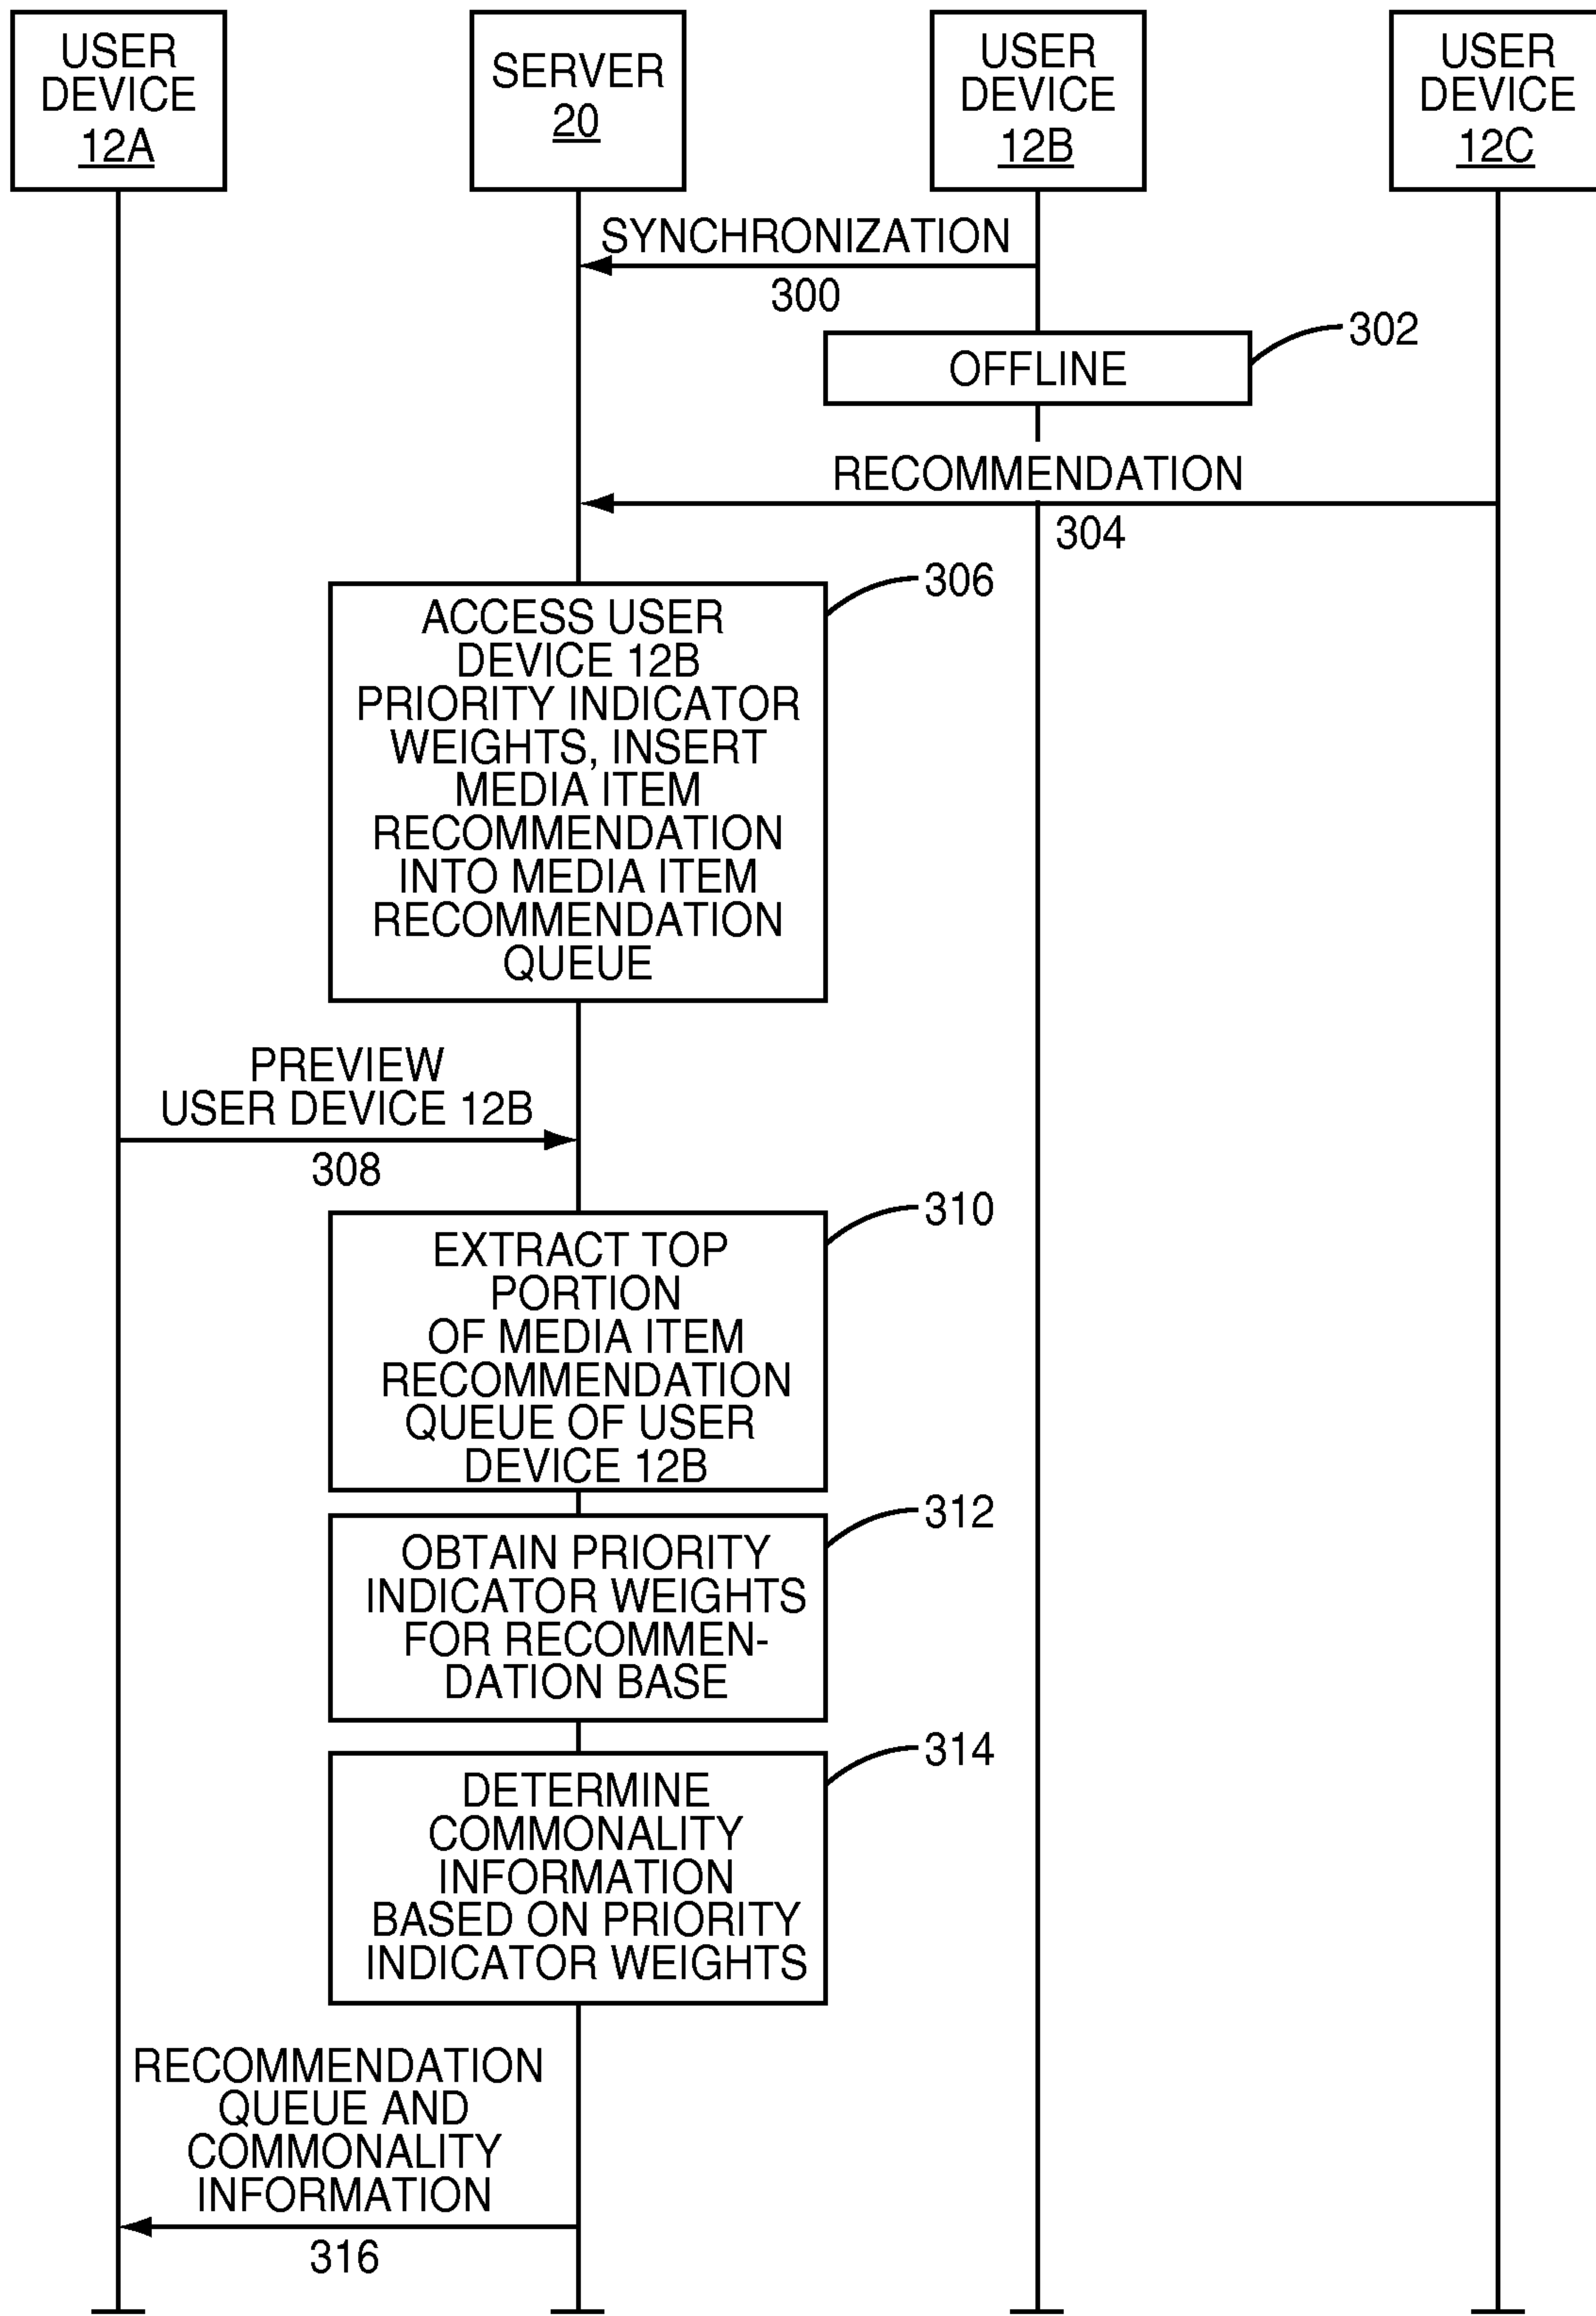 USER
DEVICE
12A
SERVER
20
USER
DEVICE
12B
USER
DEVICE
12C
SYNCHRONIZATION
300
OFFLINE
302
RECOMMENDATION
304
ACCESS USER
DEVICE 12B
PRIORITY INDICATOR
WEIGHTS, INSERT
MEDIA ITEM
RECOMMENDATION
INTO MEDIA ITEM
RECOMMENDATION
QUEUE
306
PREVIEW
USER DEVICE 12B
308
EXTRACT TOP
PORTION
OF MEDIA ITEM
RECOMMENDATION
QUEUE OF USER
DEVICE 12B
310
OBTAIN PRIORITY
INDICATOR WEIGHTS
FOR RECOMMEN-
DATION BASE
312
DETERMINE
COMMONALITY
INFORMATION
BASED ON PRIORITY
INDICATOR WEIGHTS
314
RECOMMENDATION
QUEUE AND
COMMONALITY
INFORMATION
316